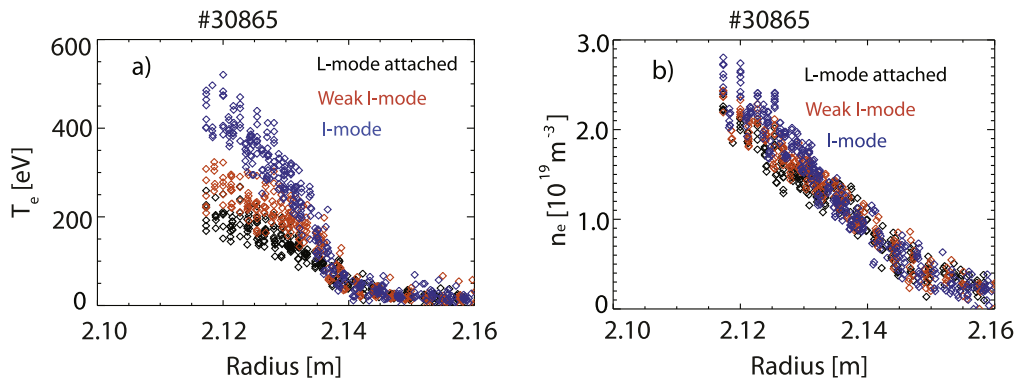 #30865
a)
L-mode attached
Weak I-mode
I-mode
600
400
200
0
Te [eV]
2.10 2.12 2.14 2.16
Radius [m]
#30865
b)
L-mode attached
Weak I-mode
I-mode
3.0
2.0
1.0
0.0
ne [10¹⁹ m⁻³]
2.10 2.12 2.14 2.16
Radius [m]